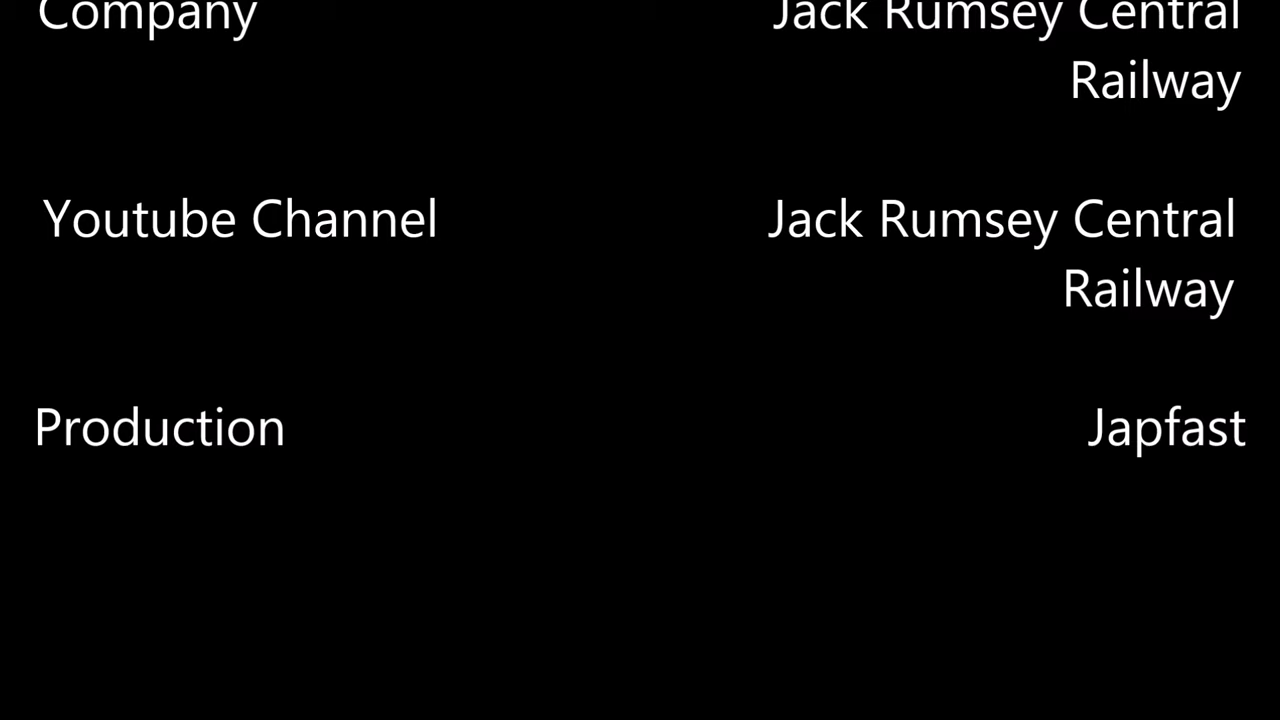 Company Jack Rumsey Central
Railway
Youtube Channel Jack Rumsey Central
Railway
Production Japfast